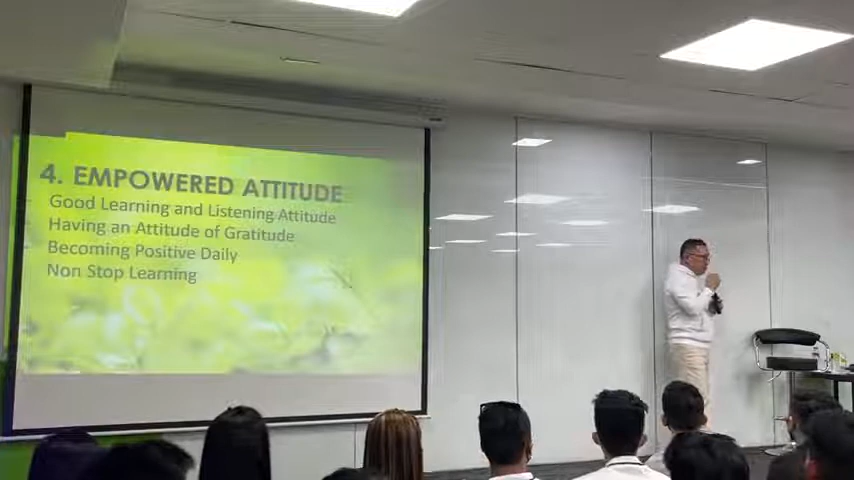 4. EMPOWERED ATTITUDE
Good Learning and Listening Attitude
Having an Attitude of Gratitude
Becoming Positive Daily
Non Stop Learning